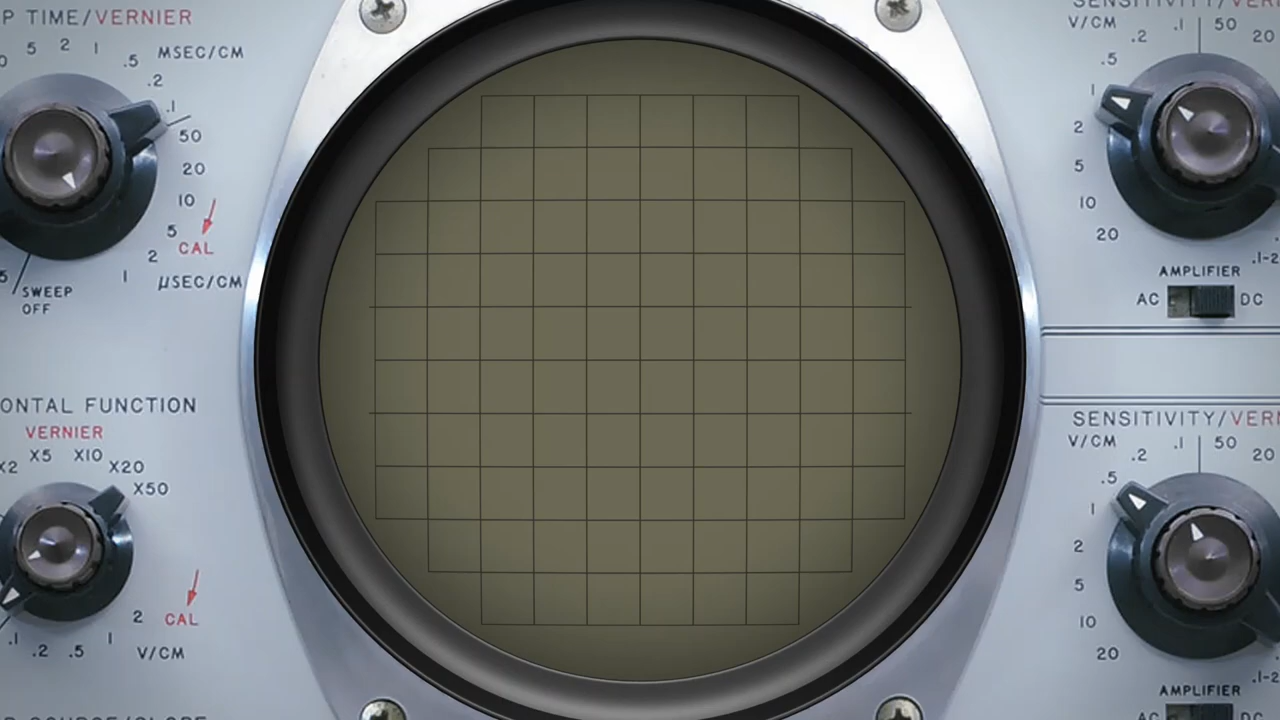 P TIME/VERNIER
5 2 1 .5 MSEC/CM
.2
.1
50
20
10
5
CAL
2
1 µSEC/CM
5
SWEEP
OFF
ONTAL FUNCTION
VERNIER
X2 X5 X10 X20
X50
2 CAL
.1 .2 .5 1 V/CM
SENSITIVITY/VER
V/CM .2 .1 50 20
.5
1
2
5
10
20
.1-2
AMPLIFIER
AC DC
SENSITIVITY/VERN
V/CM .2 .1 50 20
.5
1
2
5
10
20
.1-2
AMPLIFIER
AC DC